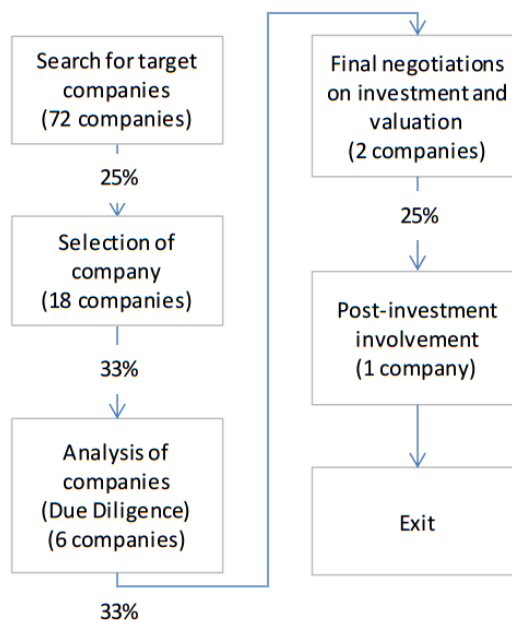 Search for target
companies
(72 companies)
25%
Selection of
company
(18 companies)
33%
Analysis of
companies
(Due Diligence)
(6 companies)
33%
Final negotiations
on investment and
valuation
(2 companies)
25%
Post-investment
involvement
(1 company)
Exit